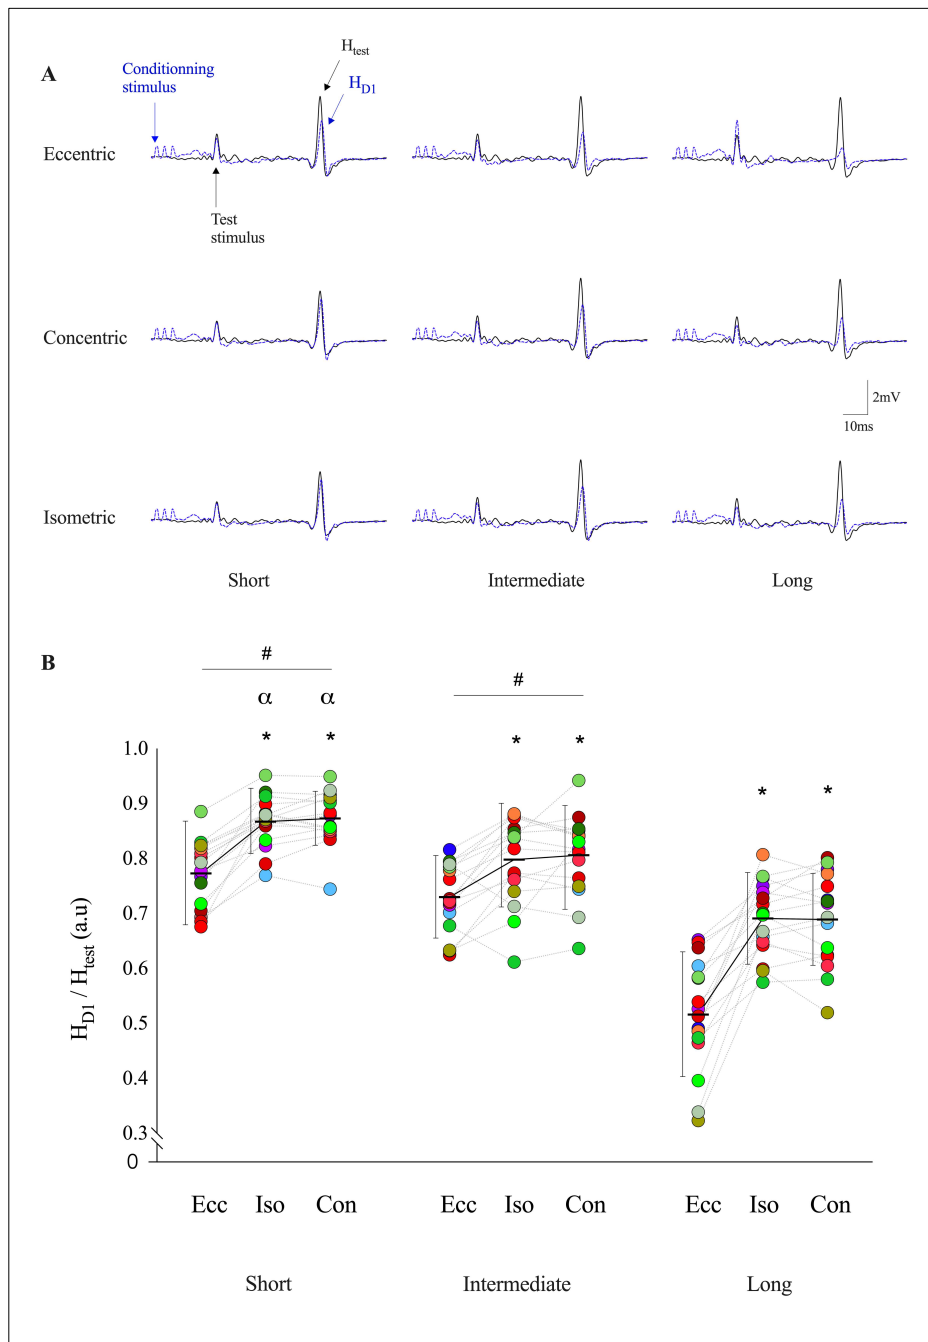 A
H_test
Conditionning
stimulus
H_D1
Eccentric
Test
stimulus
Concentric
2mV
10ms
Isometric
Short Intermediate Long
B
#
#
α α
* *
* *
* *
1.0
0.9
0.8
0.7
0.6
0.5
0.4
0.3
0
H_D1 / H_test (a.u)
Ecc Iso Con Ecc Iso Con Ecc Iso Con
Short Intermediate Long